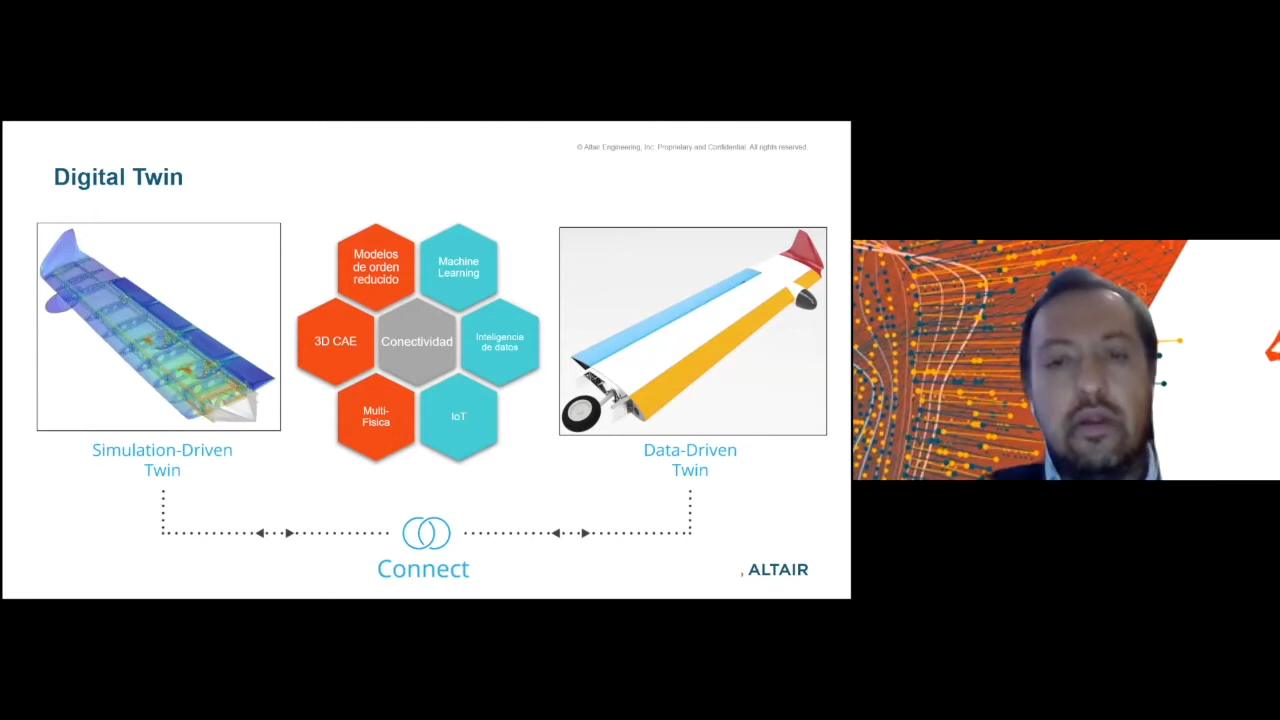 © Altair Engineering, Inc. Proprietary and Confidential. All rights reserved.
Digital Twin
Modelos
de orden
reducido
Machine
Learning
3D CAE
Conectividad
Inteligencia
de datos
Multi-
Física
IoT
Simulation-Driven
Twin
Data-Driven
Twin
Connect
ALTAIR